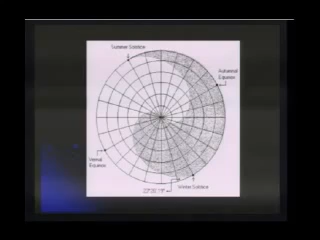 Summer Solstice
Autumnal
Equinox
Vernal
Equinox
Winter Solstice